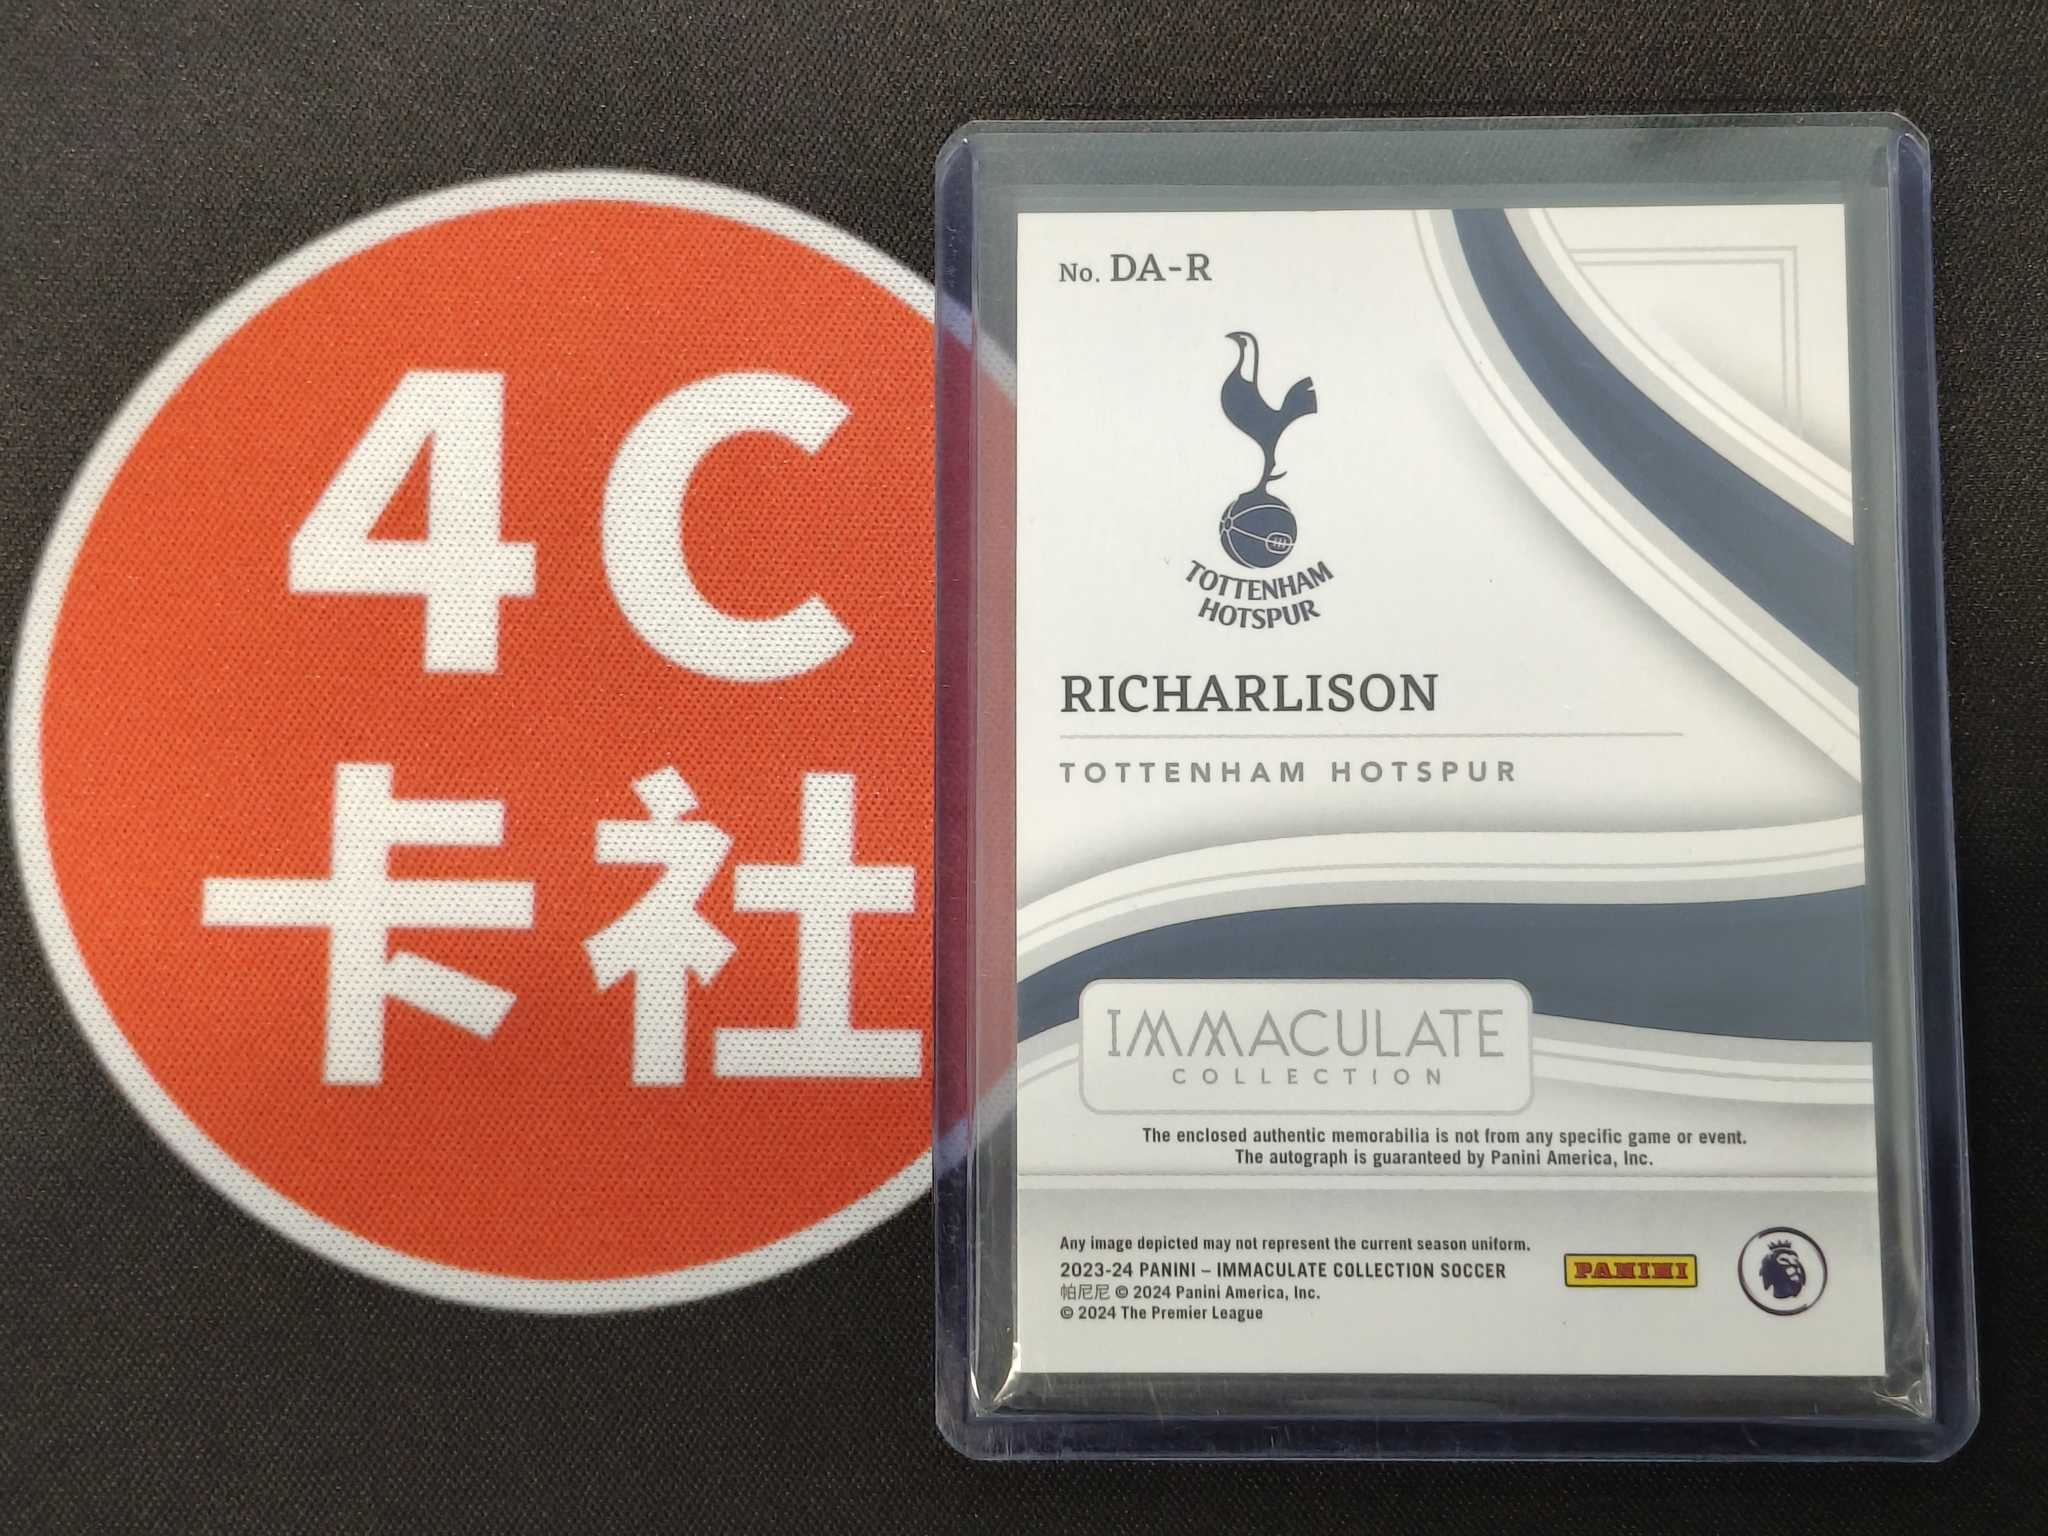 4C
卡社
No. DA-R
TOTTENHAM
HOTSPUR
RICHARLISON
TOTTENHAM HOTSPUR
IMMACULATE
COLLECTION
The enclosed authentic memorabilia is not from any specific game or event.
The autograph is guaranteed by Panini America, Inc.
Any image depicted may not represent the current season uniform.
2023-24 PANINI – IMMACULATE COLLECTION SOCCER
帕尼尼 © 2024 Panini America, Inc.
© 2024 The Premier League
PANINI